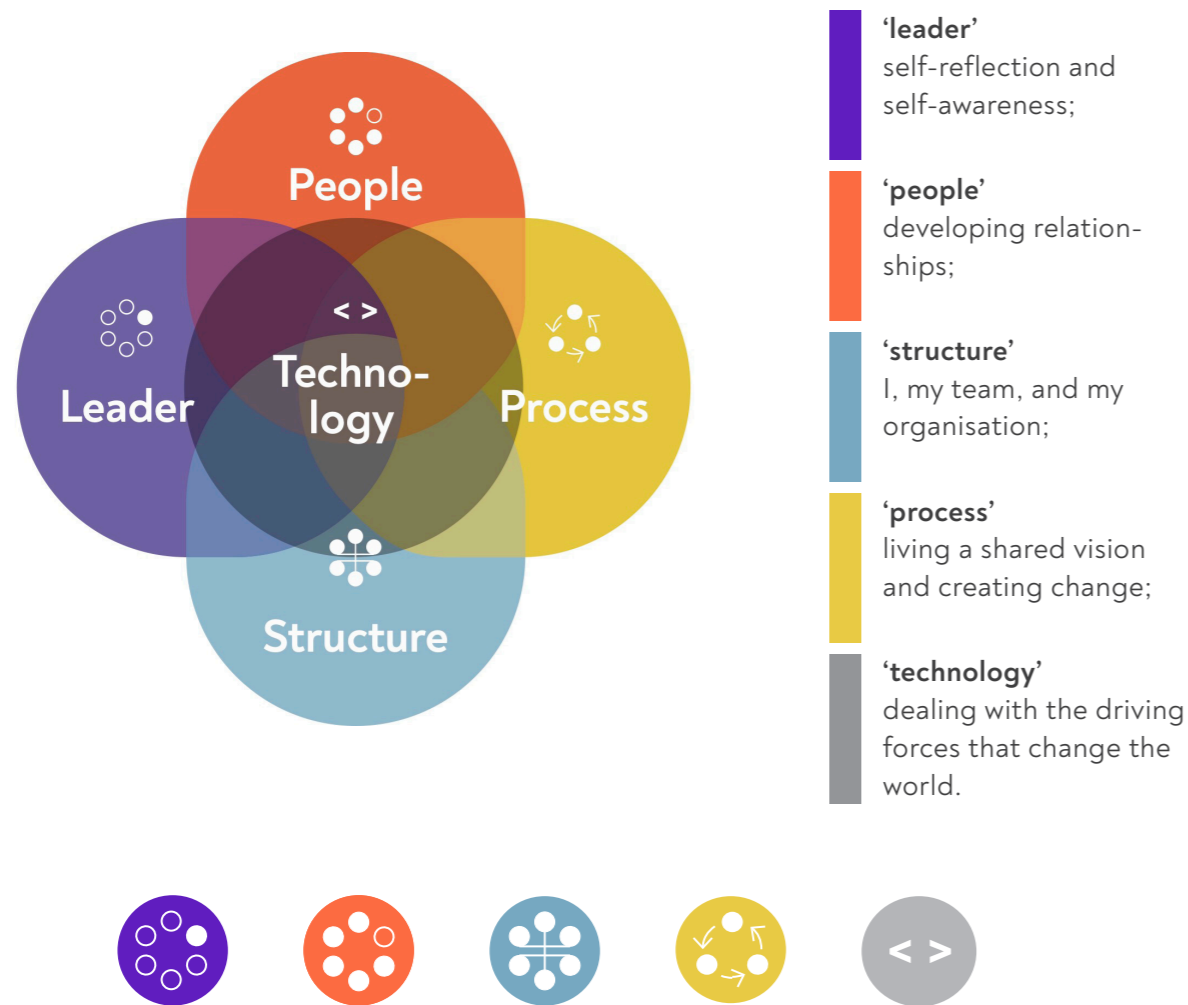 People
< >
Techno-
logy
Leader
Process
Structure
‘leader’
self-reflection and
self-awareness;
‘people’
developing relation-
ships;
‘structure’
I, my team, and my
organisation;
‘process’
living a shared vision
and creating change;
‘technology’
dealing with the driving
forces that change the
world.
< >